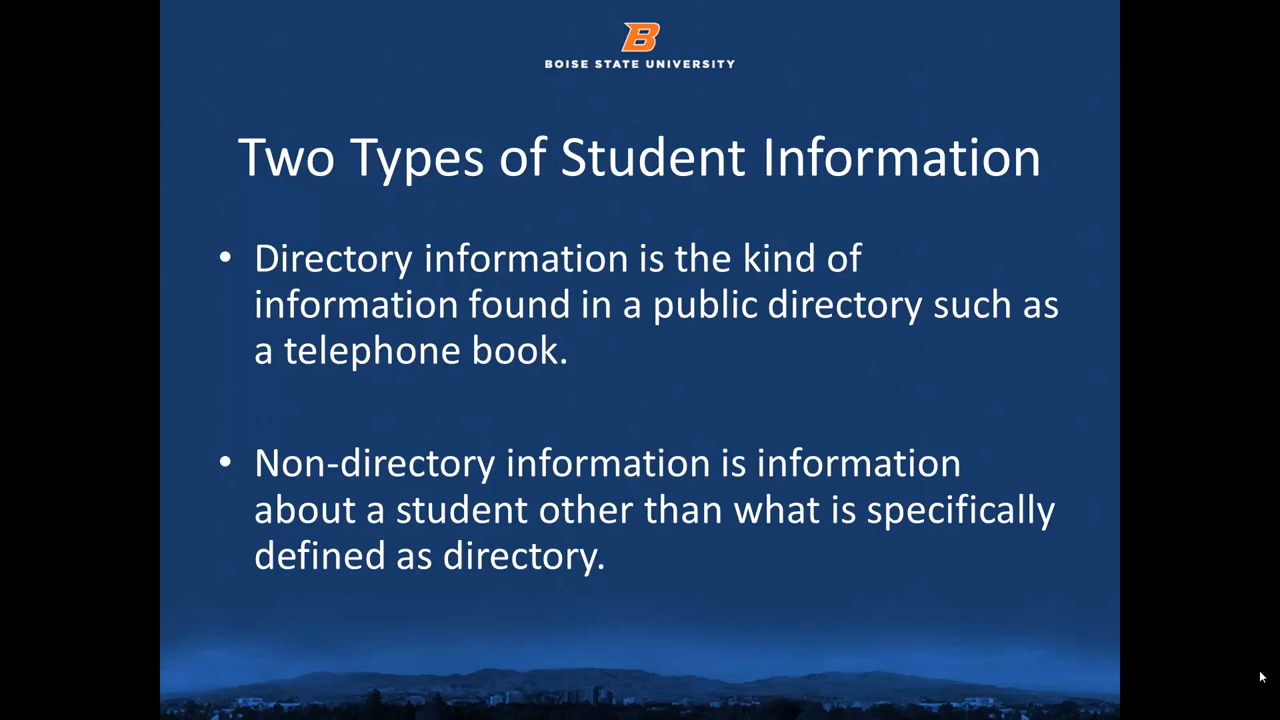 B
BOISE STATE UNIVERSITY
Two Types of Student Information
• Directory information is the kind of
information found in a public directory such as
a telephone book.
• Non-directory information is information
about a student other than what is specifically
defined as directory.